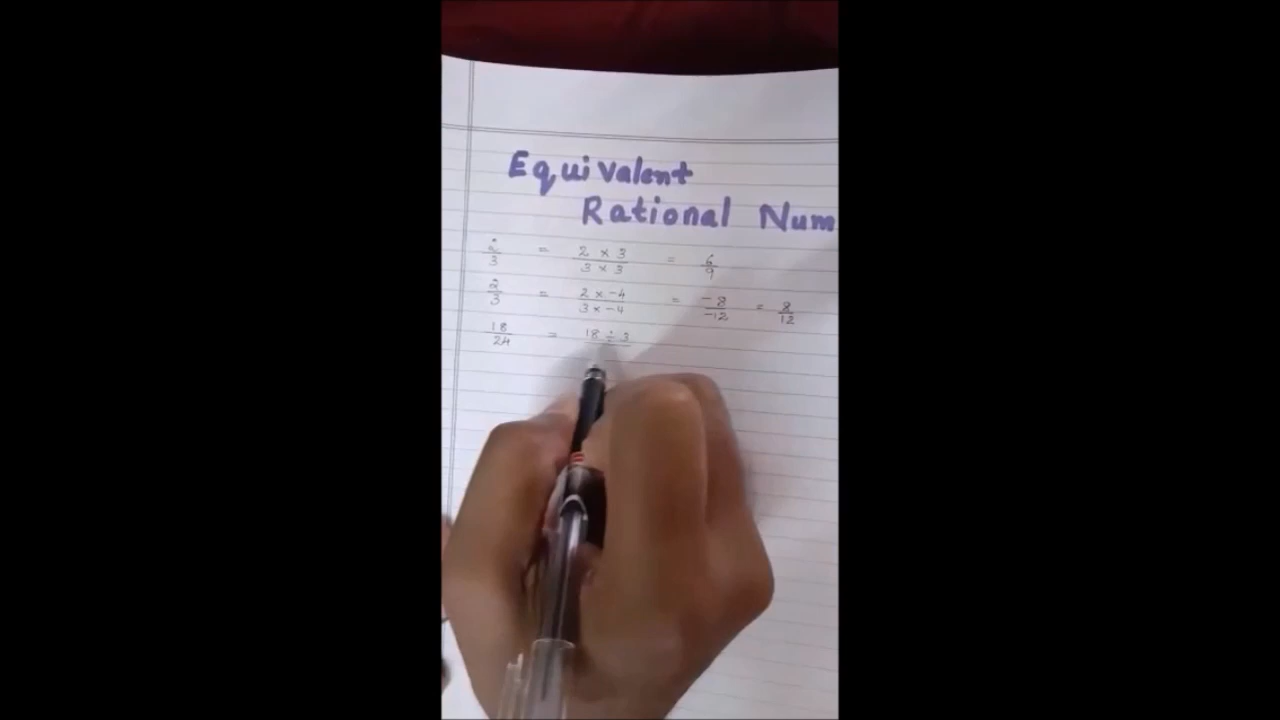 Equivalent
Rational Num
2/3 = 2 × 3 / 3 × 3 = 6/9
2/3 = 2 × -4 / 3 × -4 = -8/-12 = 8/12
18/24 = 18 ÷ 3